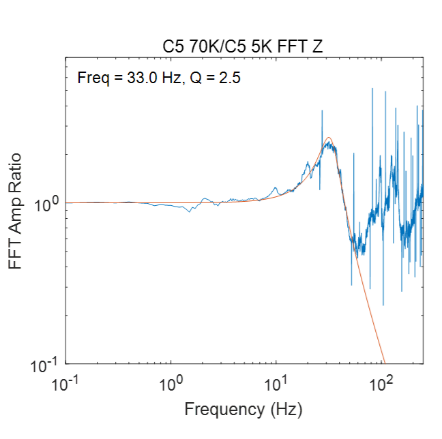 C5 70K/C5 5K FFT Z
Freq = 33.0 Hz, Q = 2.5
FFT Amp Ratio
10^0
10^-1
10^-1 10^0 10^1 10^2
Frequency (Hz)